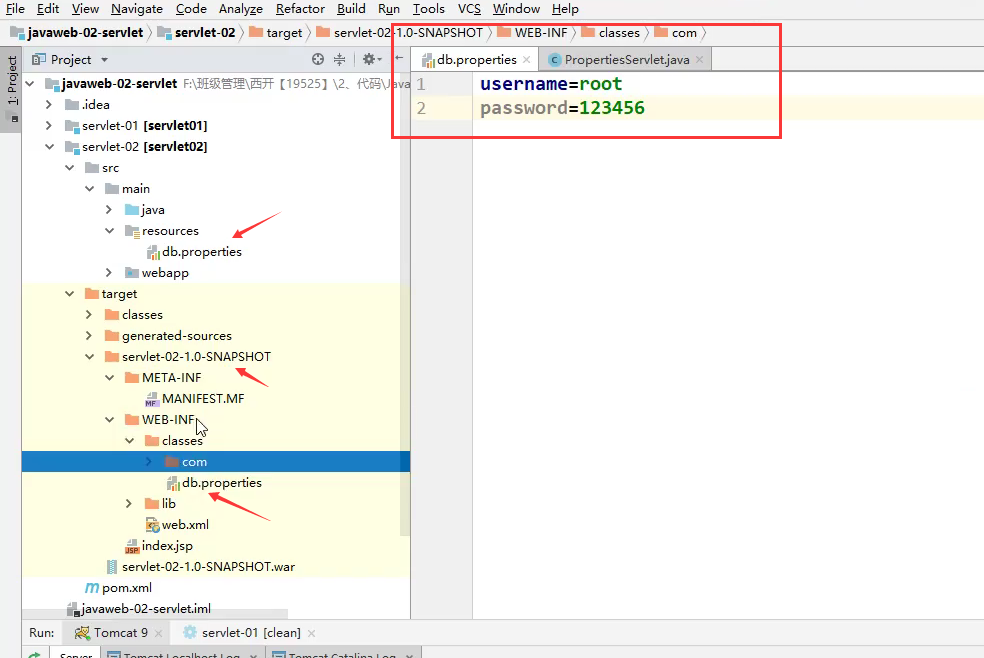 File Edit View Navigate Code Analyze Refactor Build Run Tools VCS Window Help
javaweb-02-servlet servlet-02 target servlet-02-1.0-SNAPSHOT WEB-INF classes com
1: Project
Project
db.properties PropertiesServlet.java
javaweb-02-servlet F:\班级管理\西开【19525】\2、代码\Java
.idea
servlet-01 [servlet01]
servlet-02 [servlet02]
src
main
java
resources
db.properties
webapp
target
classes
generated-sources
servlet-02-1.0-SNAPSHOT
META-INF
MANIFEST.MF
WEB-INF
classes
com
db.properties
lib
web.xml
index.jsp
servlet-02-1.0-SNAPSHOT.war
pom.xml
javaweb-02-servlet.iml
1 username=root
2 password=123456
Run: Tomcat 9 servlet-01 [clean]
Server Tomcat Localhost Log Tomcat Catalina Log